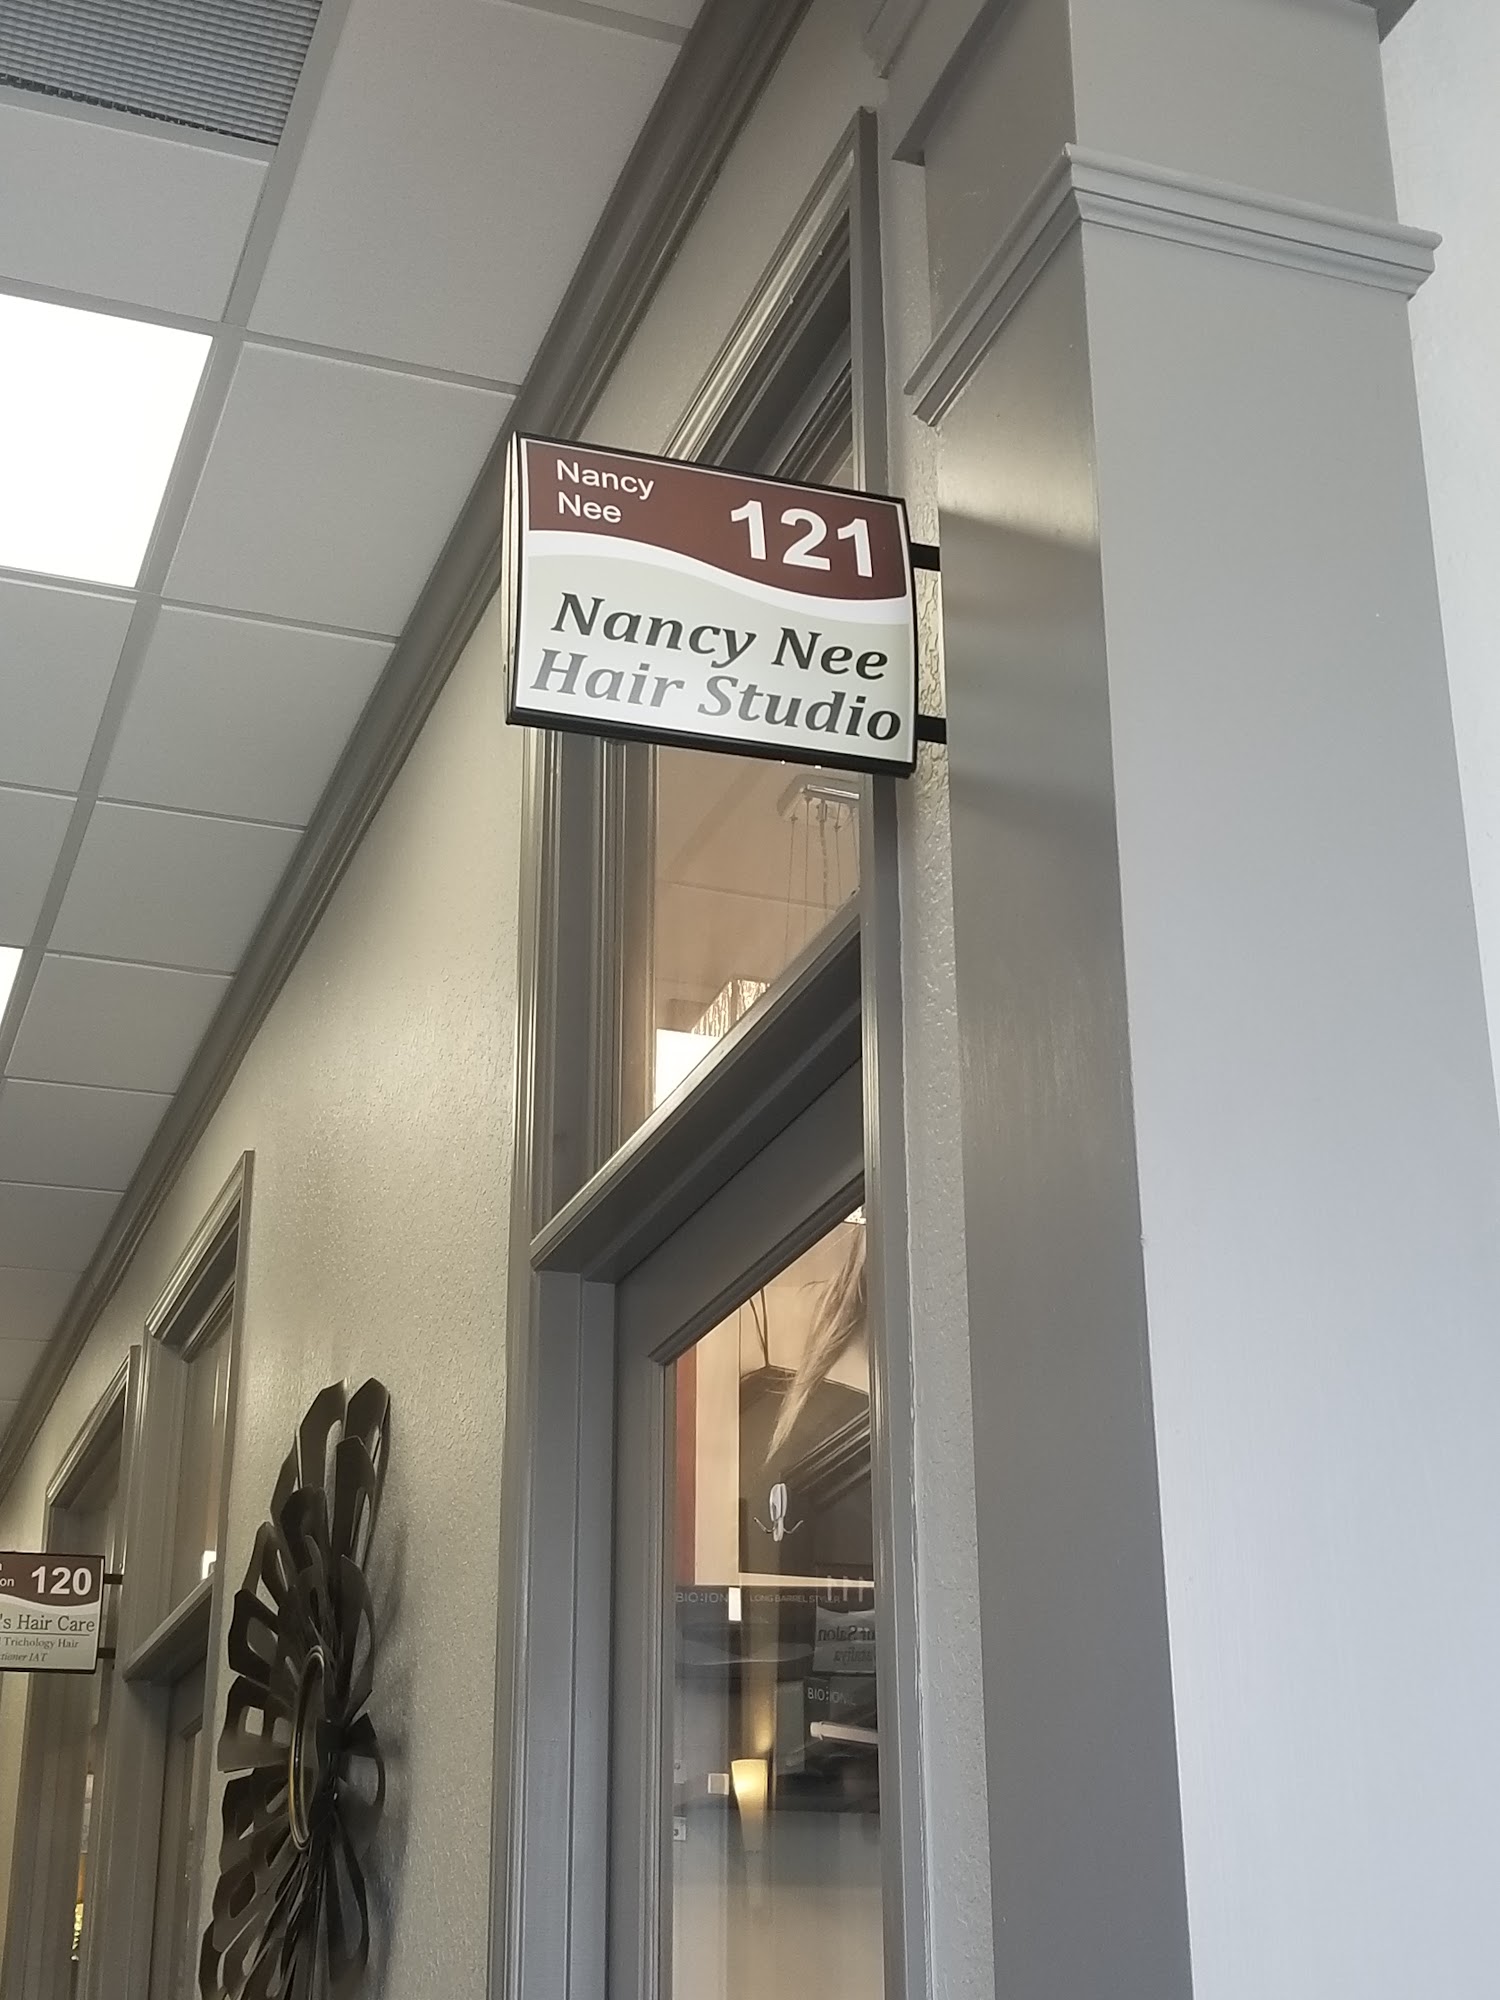 Nancy
Nee
121
Nancy Nee
Hair Studio
120
's Hair Care
Trichology Hair
IAT
BIO:IONIC
LONG BARREL STYLER
BIO:IONIC